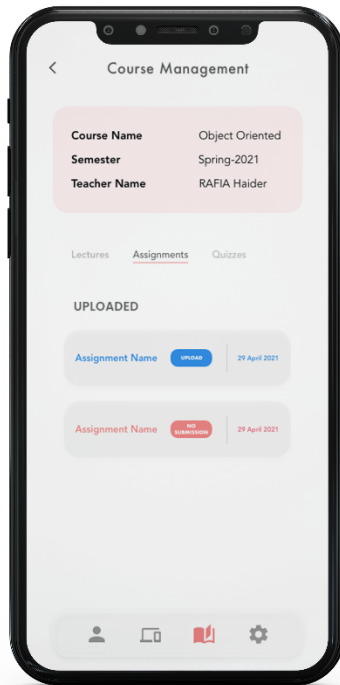 Course Management
Course Name Object Oriented
Semester Spring-2021
Teacher Name RAFIA Haider
Lectures Assignments Quizzes
UPLOADED
Assignment Name UPLOAD 29 April 2021
Assignment Name NO SUBMISSION 29 April 2021